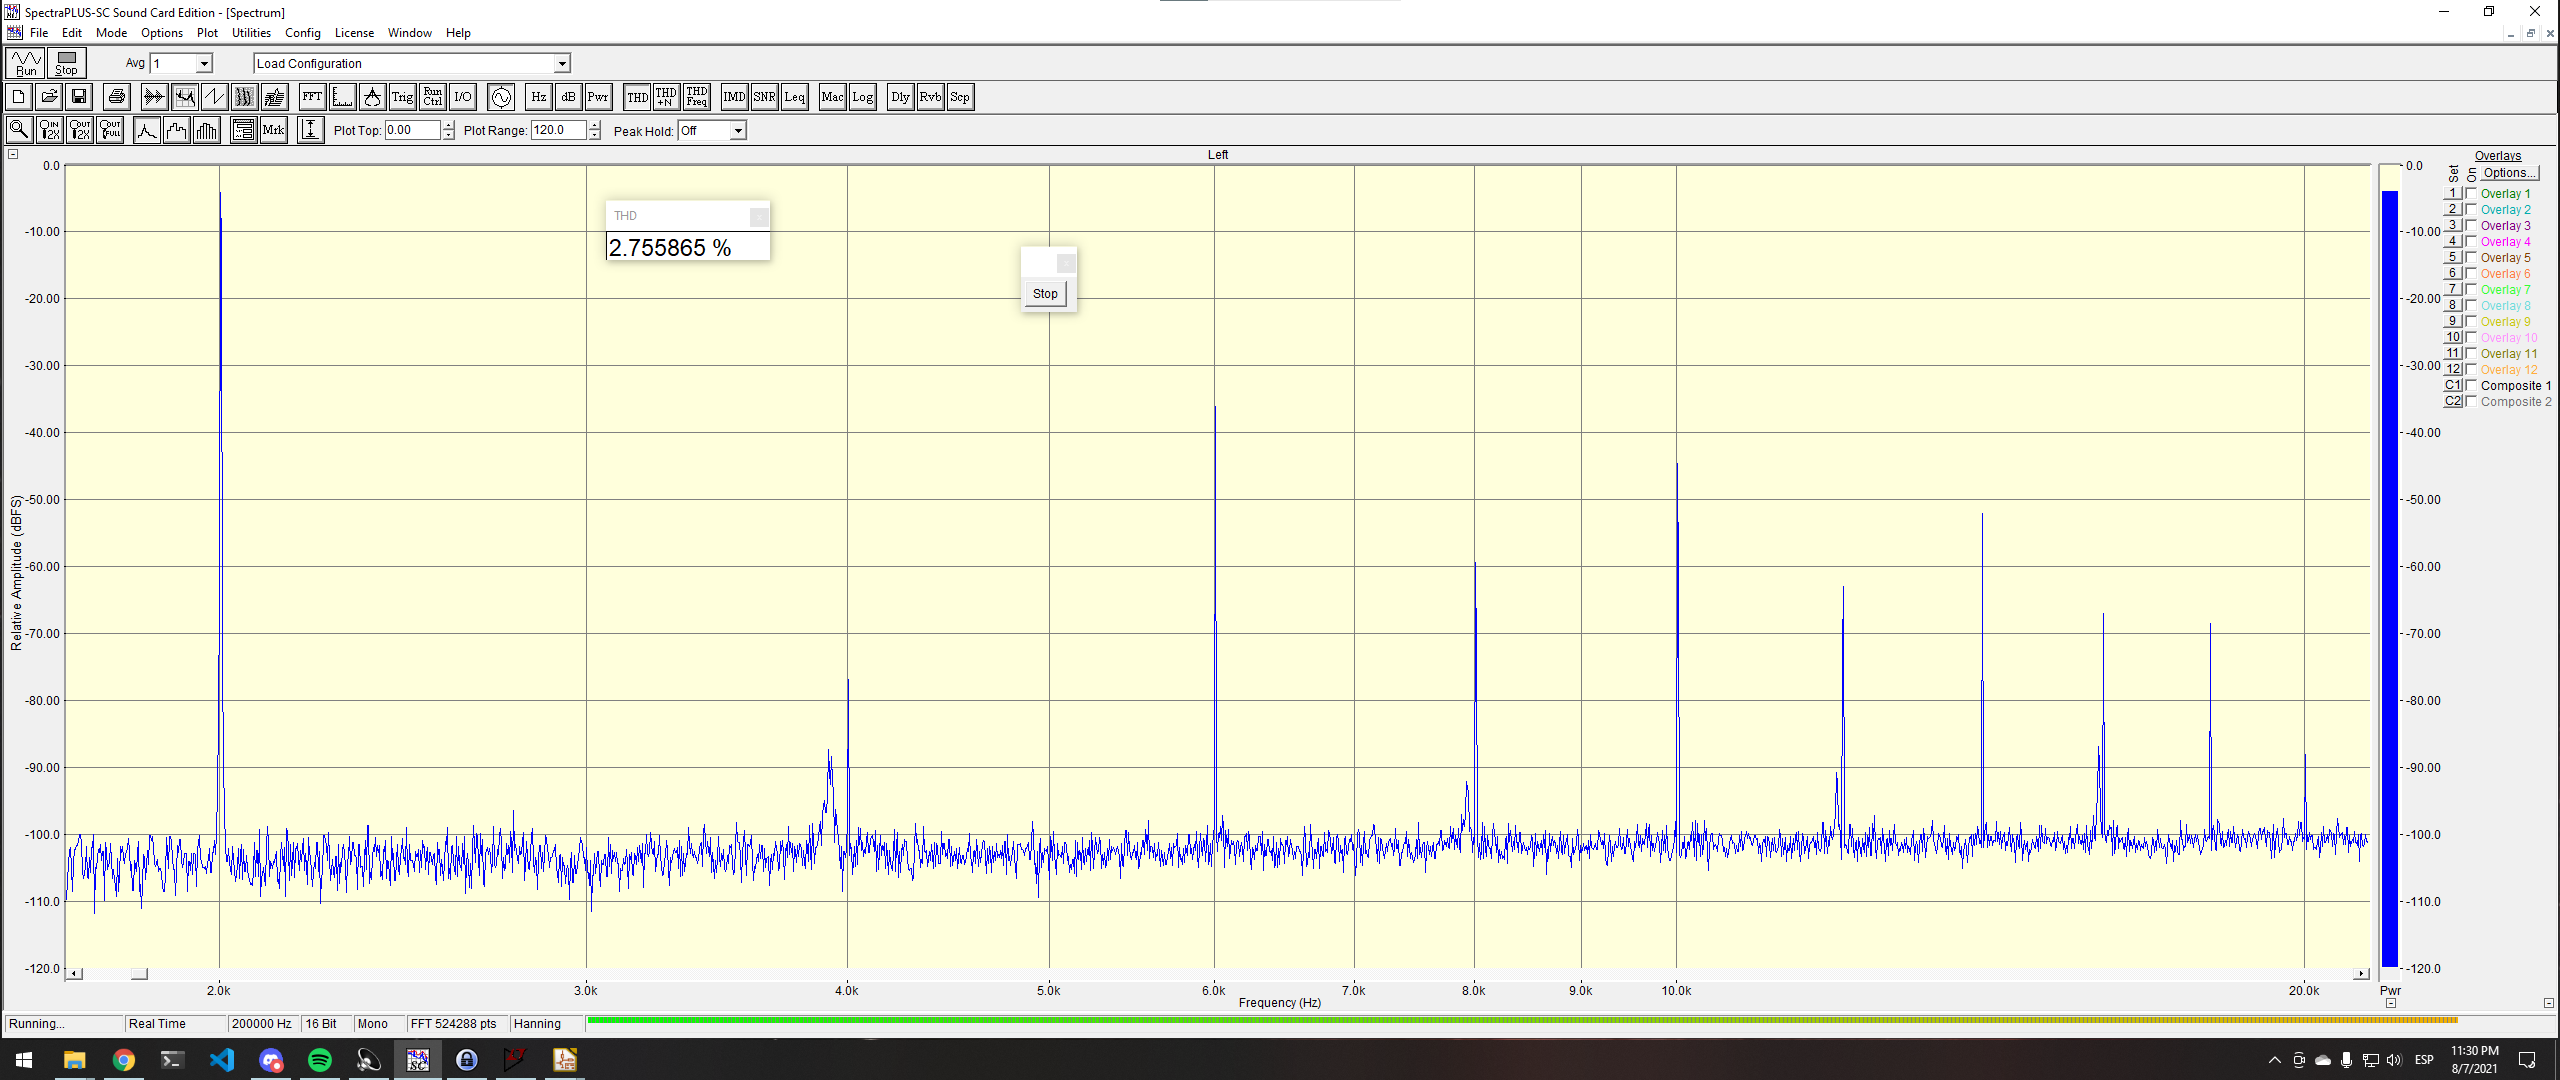 SpectraPLUS-SC Sound Card Edition - [Spectrum]
File Edit Mode Options Plot Utilities Config License Window Help
Run Stop Avg 1 Load Configuration
FFT Trig Run Ctrl I/O Hz dB Pwr THD THD +N THD Freq IMD SNR Leq Mac Log Dly Rvb Scp
IN 2X OUT 2X OUT FULL Mrk Plot Top: 0.00 Plot Range: 120.0 Peak Hold: Off
Left
0.0
-10.00
-20.00
-30.00
-40.00
-50.00
-60.00
-70.00
-80.00
-90.00
-100.0
-110.0
-120.0
Relative Amplitude (dBFS)
THD
2.755865 %
Stop
2.0k 3.0k 4.0k 5.0k 6.0k 7.0k 8.0k 9.0k 10.0k 20.0k
Frequency (Hz)
0.0
-10.00
-20.00
-30.00
-40.00
-50.00
-60.00
-70.00
-80.00
-90.00
-100.0
-110.0
-120.0
Pwr
Overlays
Set On Options...
1 Overlay 1
2 Overlay 2
3 Overlay 3
4 Overlay 4
5 Overlay 5
6 Overlay 6
7 Overlay 7
8 Overlay 8
9 Overlay 9
10 Overlay 10
11 Overlay 11
12 Overlay 12
C1 Composite 1
C2 Composite 2
Running... Real Time 200000 Hz 16 Bit Mono FFT 524288 pts Hanning
SC
ESP
11:30 PM
8/7/2021